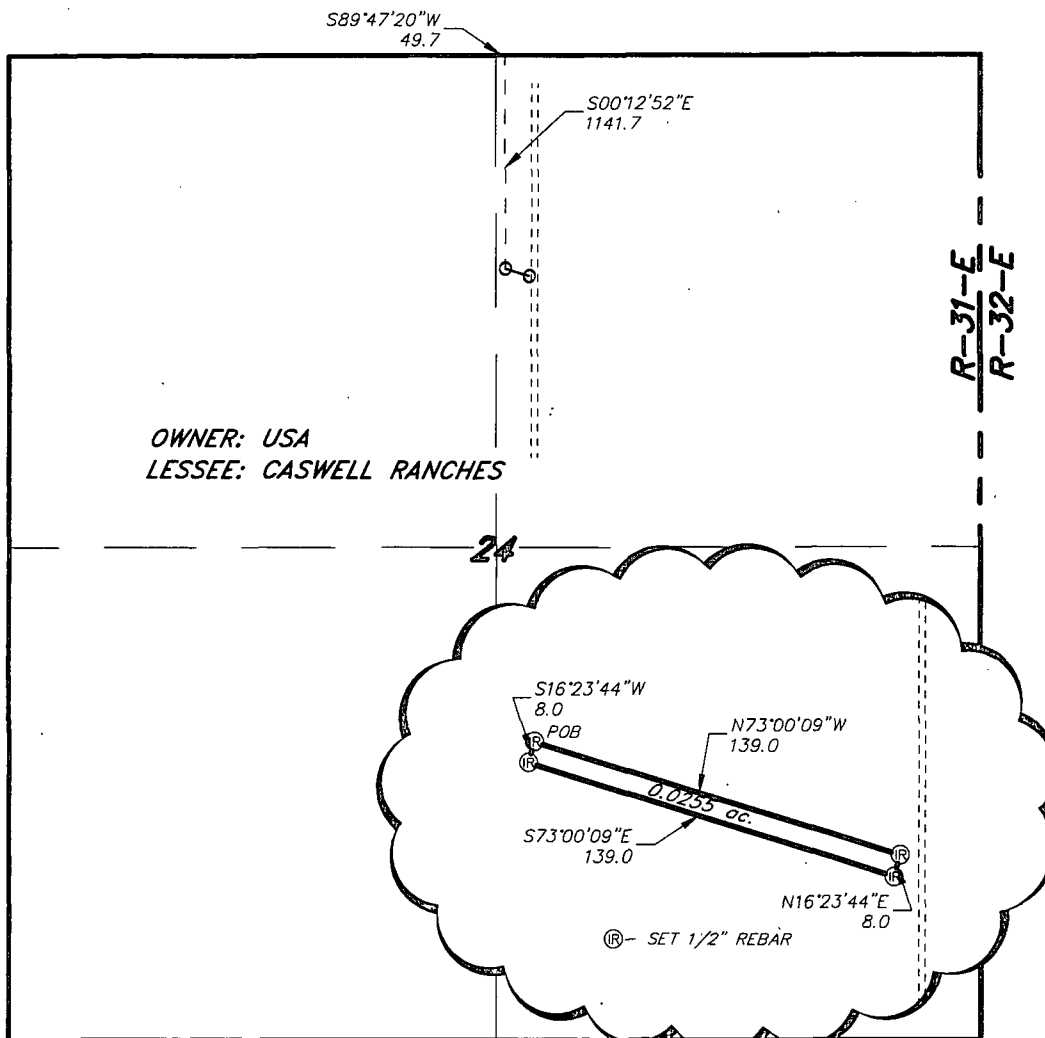 S89°47'20"W
49.7
S00°12'52"E
1141.7
R-31-E
R-32-E
OWNER: USA
LESSEE: CASWELL RANCHES
24
S16°23'44"W
8.0
IR
POB
IR
N73°00'09"W
139.0
0.0255 ac.
S73°00'09"E
139.0
IR
IR
N16°23'44"E
8.0
IR - SET 1/2" REBAR